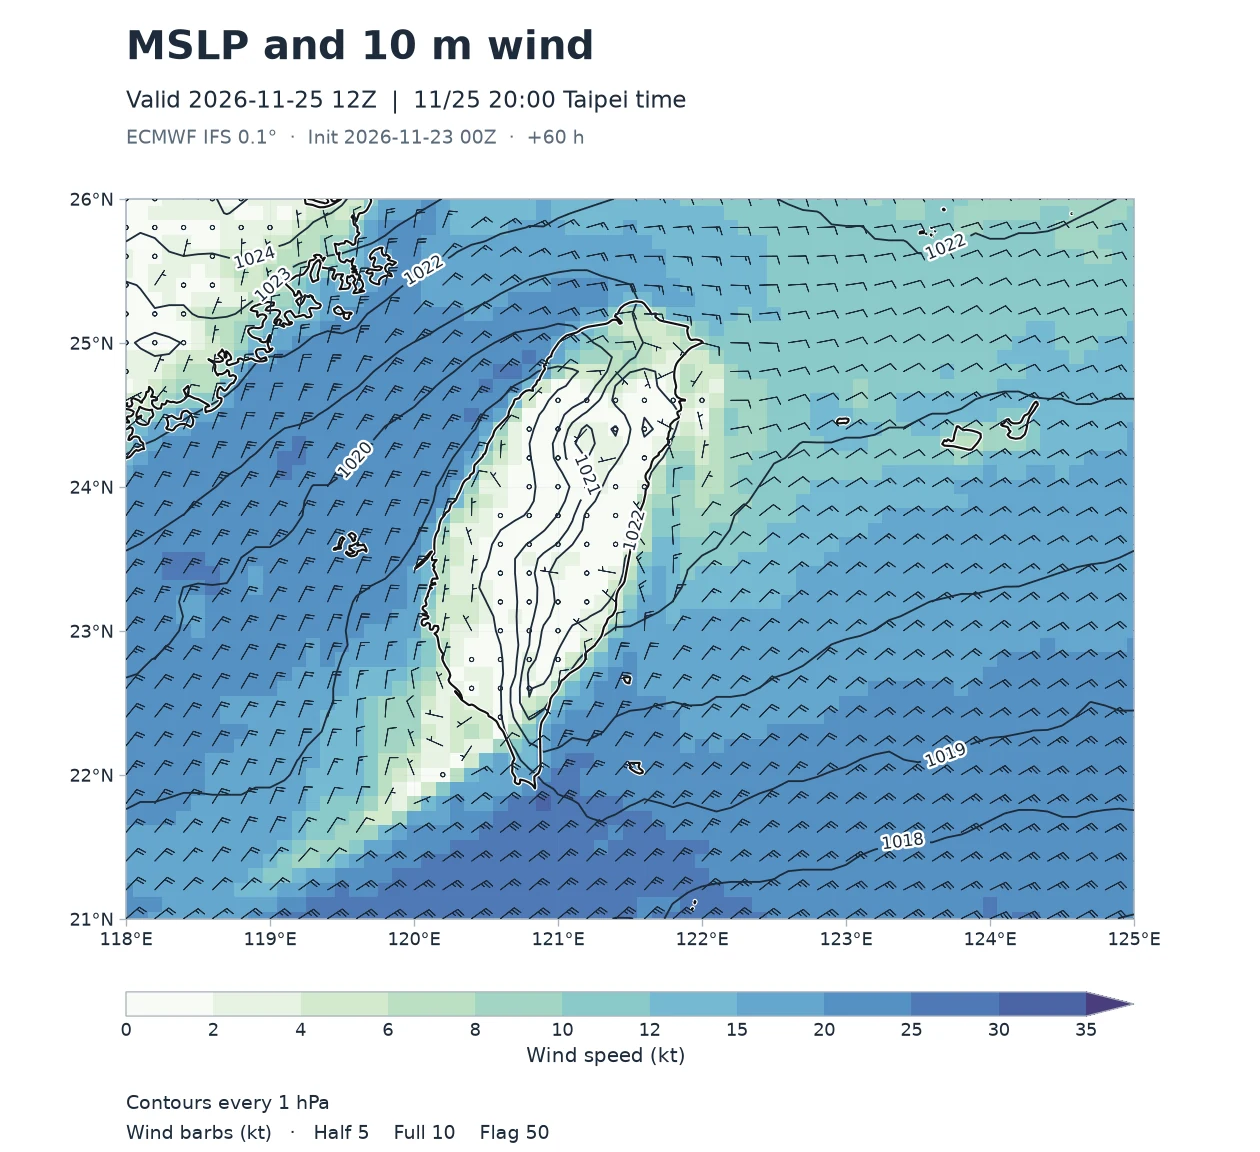 MSLP and 10 m wind
Valid 2026-11-25 12Z | 11/25 20:00 Taipei time
ECMWF IFS 0.1° · Init 2026-11-23 00Z · +60 h
26°N
25°N
24°N
23°N
22°N
21°N
1024
1023
1022
1022
1020
1021
1022
1019
1018
118°E 119°E 120°E 121°E 122°E 123°E 124°E 125°E
0 2 4 6 8 10 12 15 20 25 30 35
Wind speed (kt)
Contours every 1 hPa
Wind barbs (kt) · Half 5 Full 10 Flag 50